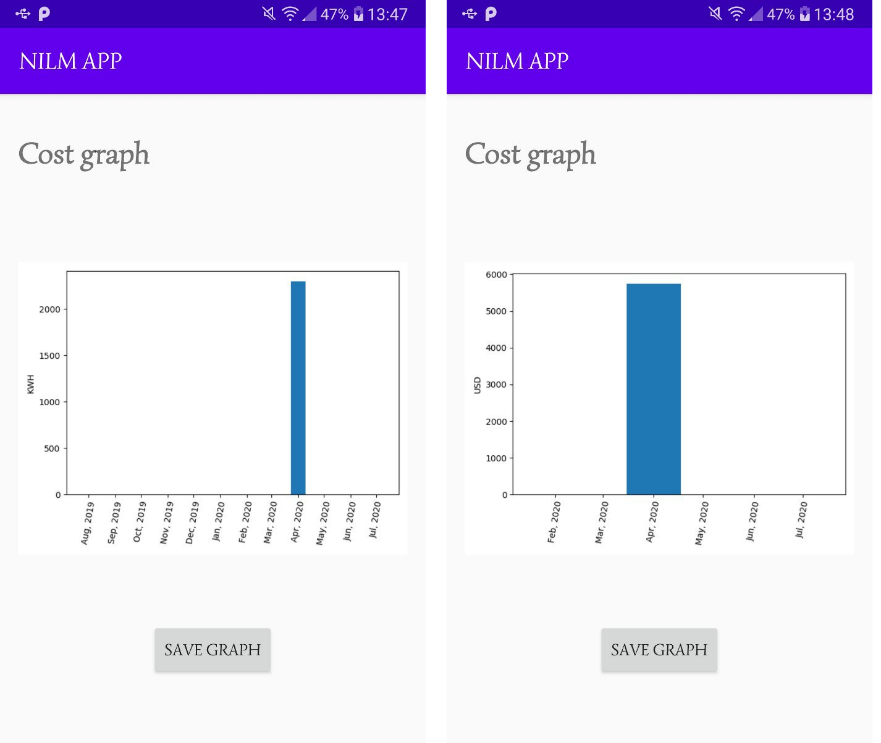 47% 13:47
NILM APP
Cost graph
2000
1500
1000
500
0
KWH
Aug, 2019
Sep, 2019
Oct, 2019
Nov, 2019
Dec, 2019
Jan, 2020
Feb, 2020
Mar, 2020
Apr, 2020
May, 2020
Jun, 2020
Jul, 2020
SAVE GRAPH
47% 13:48
NILM APP
Cost graph
6000
5000
4000
3000
2000
1000
0
USD
Feb, 2020
Mar, 2020
Apr, 2020
May, 2020
Jun, 2020
Jul, 2020
SAVE GRAPH